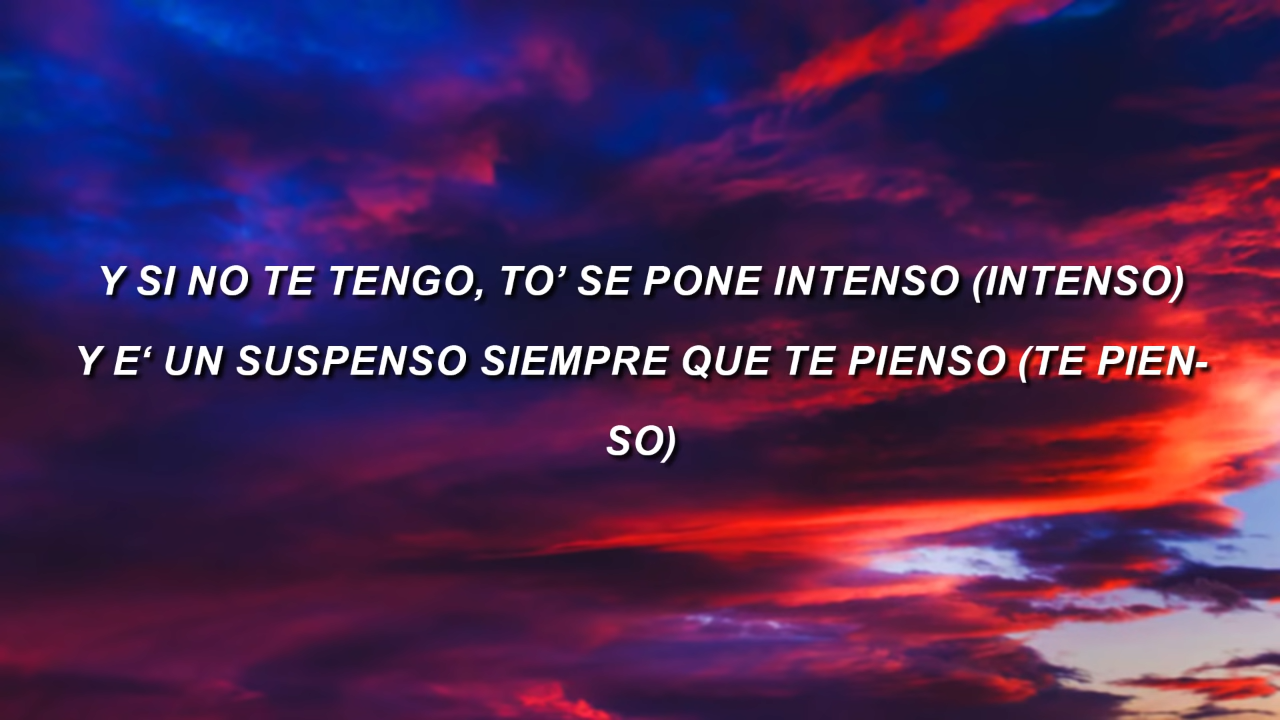 Y SI NO TE TENGO, TO’ SE PONE INTENSO (INTENSO)
Y E‘ UN SUSPENSO SIEMPRE QUE TE PIENSO (TE PIEN-
SO)